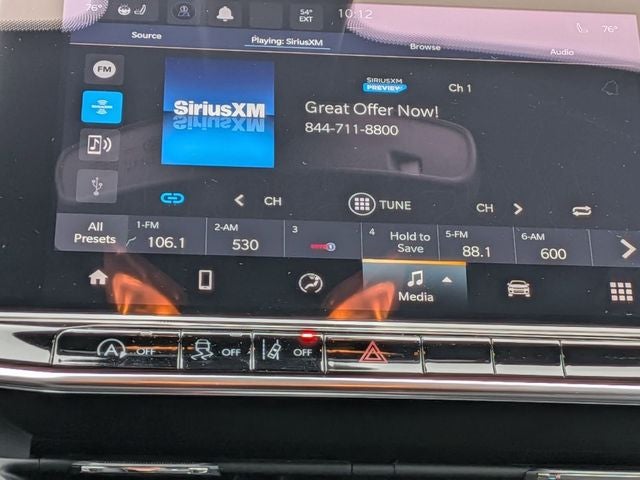 76° 54° EXT 10:12 76°
Source Playing: SiriusXM Browse Audio
FM
SIRIUSXM
PREVIEW Ch 1
SiriusXM
Great Offer Now!
844-711-8800
CH TUNE CH
All Presets 1-FM 106.1 2-AM 530 3 4 Hold to Save 5-FM 88.1 6-AM 600
Media
A OFF OFF OFF